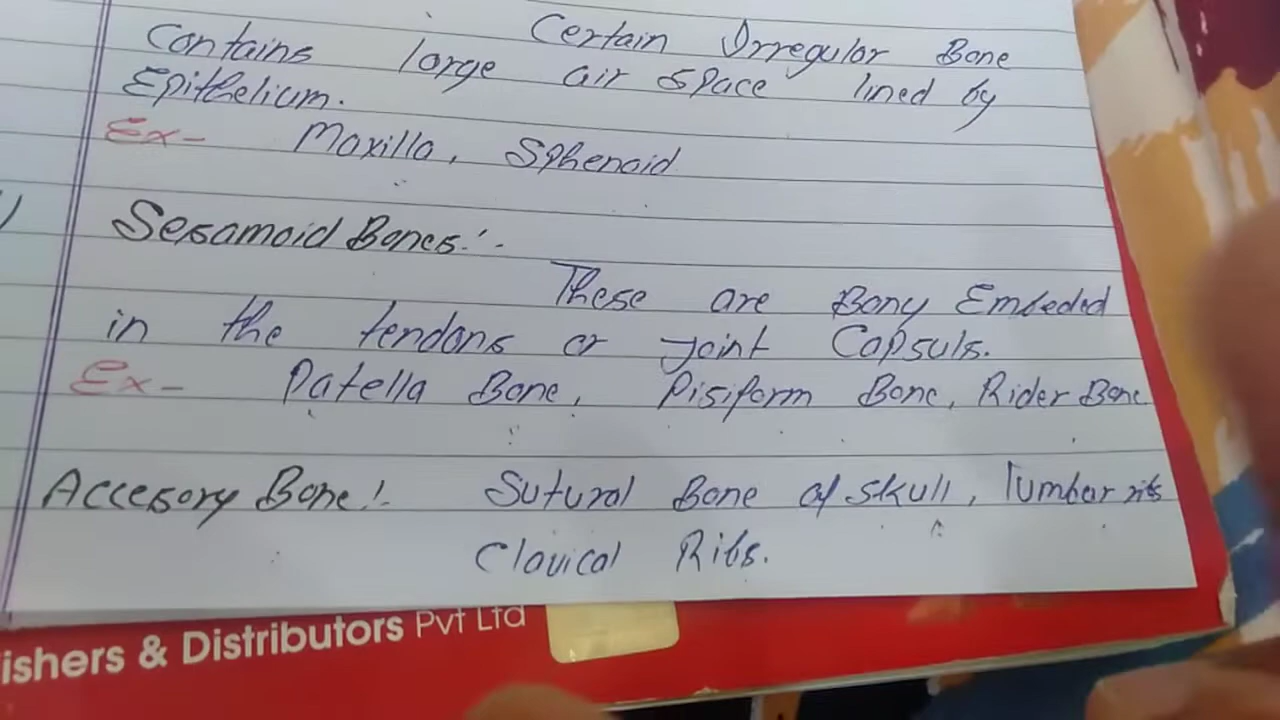 Certain Irregular Bone
Contains large air space lined by
Epithelium.
Ex- Maxilla, Sphenoid
Sesamoid Bones:-
These are Bony Embeded
in the tendons or joint Capsuls.
Ex- Patella Bone, Pisiform Bone, Rider Bone
Accesory Bone:- Sutural Bone of skull, lumbar ribs
Clavical Ribs.
ishers & Distributors Pvt Ltd